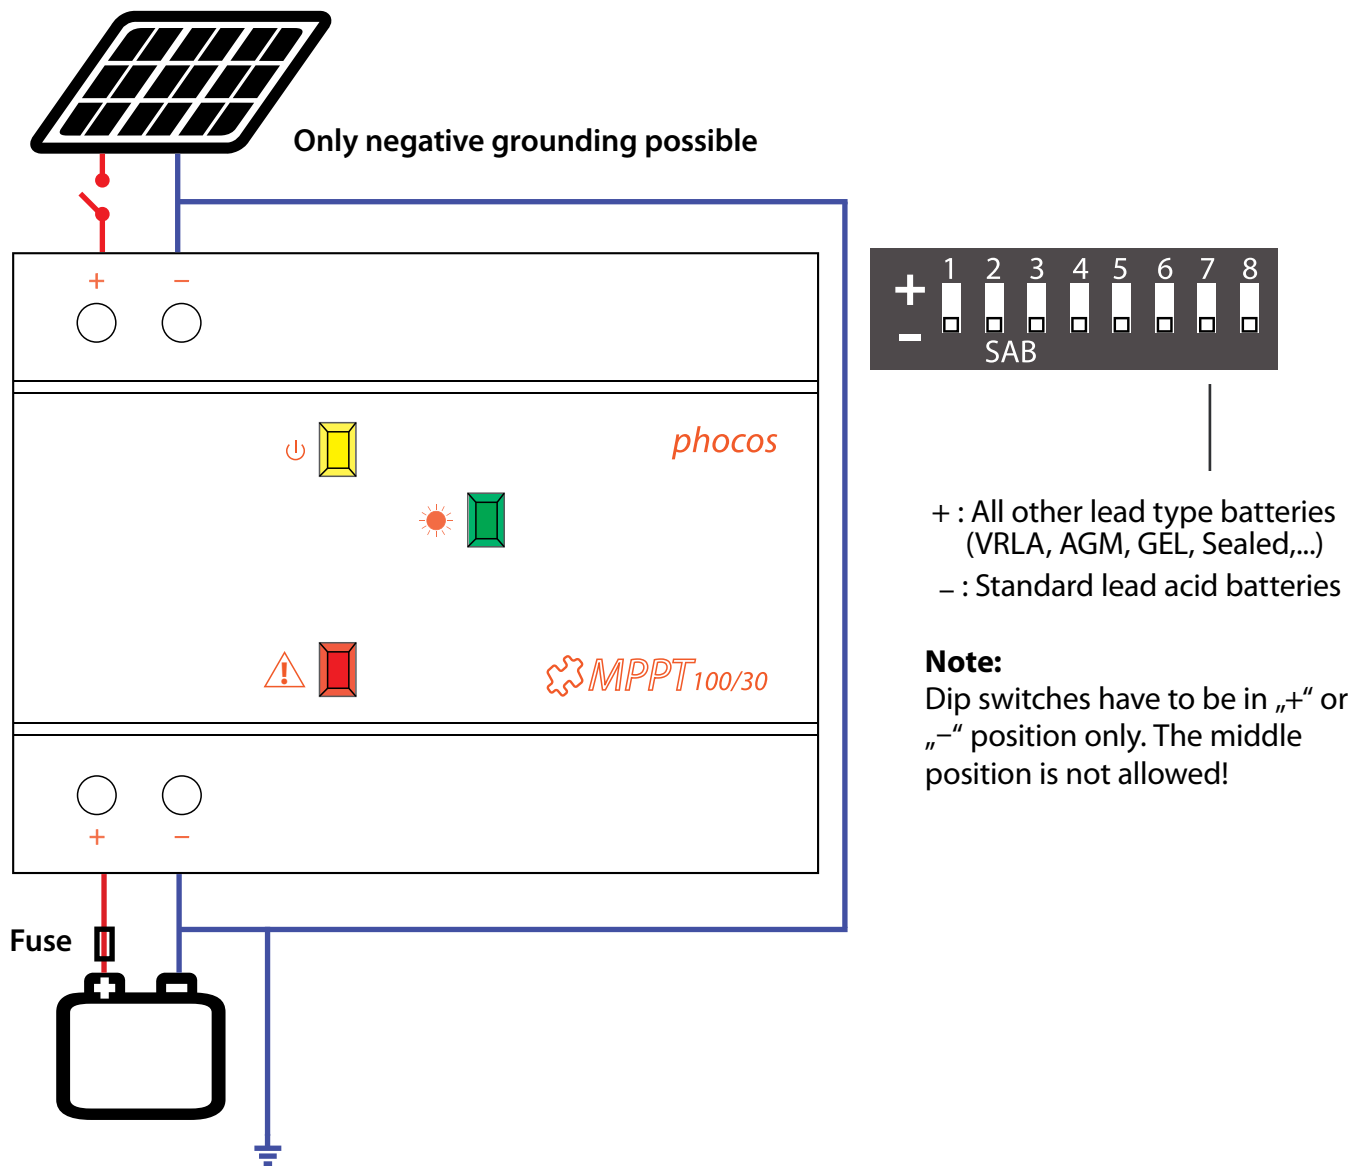 Only negative grounding possible
+ −
1 2 3 4 5 6 7 8
+
−
SAB
phocos
+ : All other lead type batteries
(VRLA, AGM, GEL, Sealed,...)
– : Standard lead acid batteries
Note:
Dip switches have to be in „+“ or
„–“ position only. The middle
position is not allowed!
MPPT 100/30
+ −
Fuse